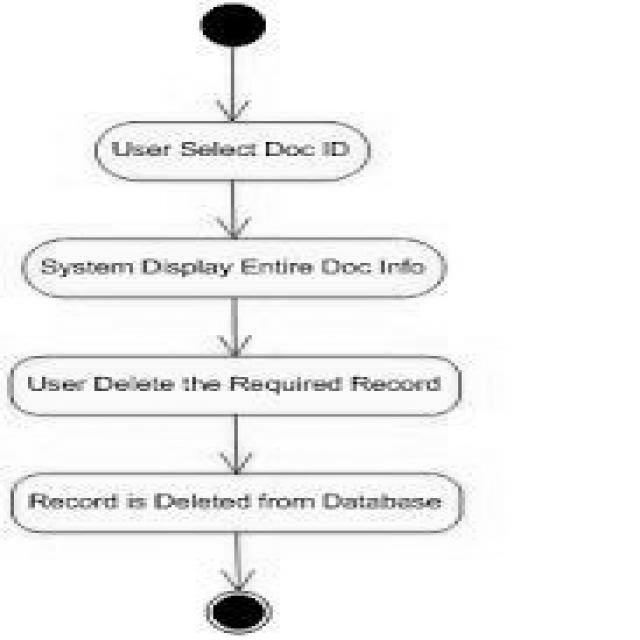 User Select Doc ID
System Display Entire Doc Info
User Delete the Required Record
Record is Deleted from Database